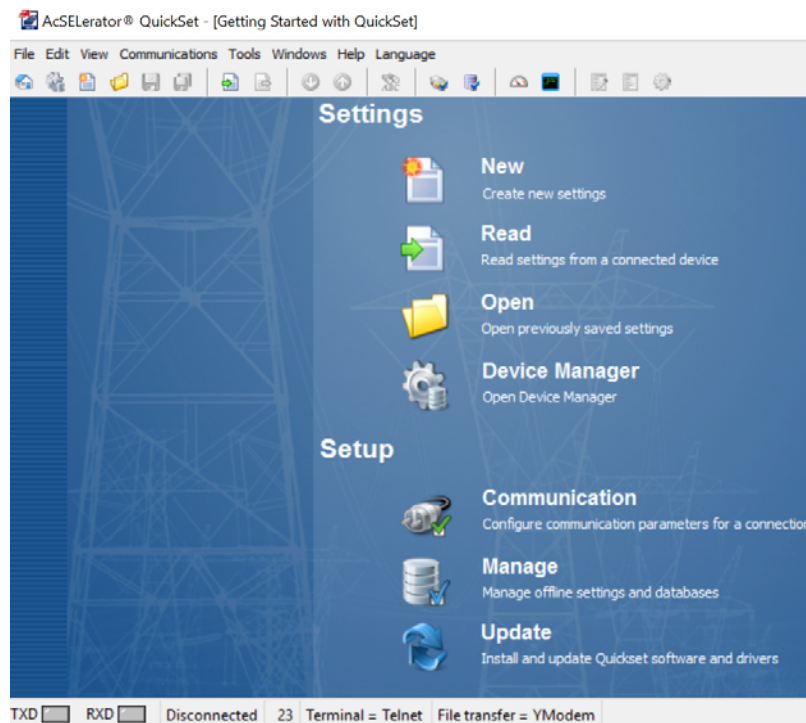 AcSELerator® QuickSet - [Getting Started with QuickSet]
File Edit View Communications Tools Windows Help Language
Settings
New
Create new settings
Read
Read settings from a connected device
Open
Open previously saved settings
Device Manager
Open Device Manager
Setup
Communication
Configure communication parameters for a connection
Manage
Manage offline settings and databases
Update
Install and update Quickset software and drivers
TXD RXD Disconnected 23 Terminal = Telnet File transfer = YModem